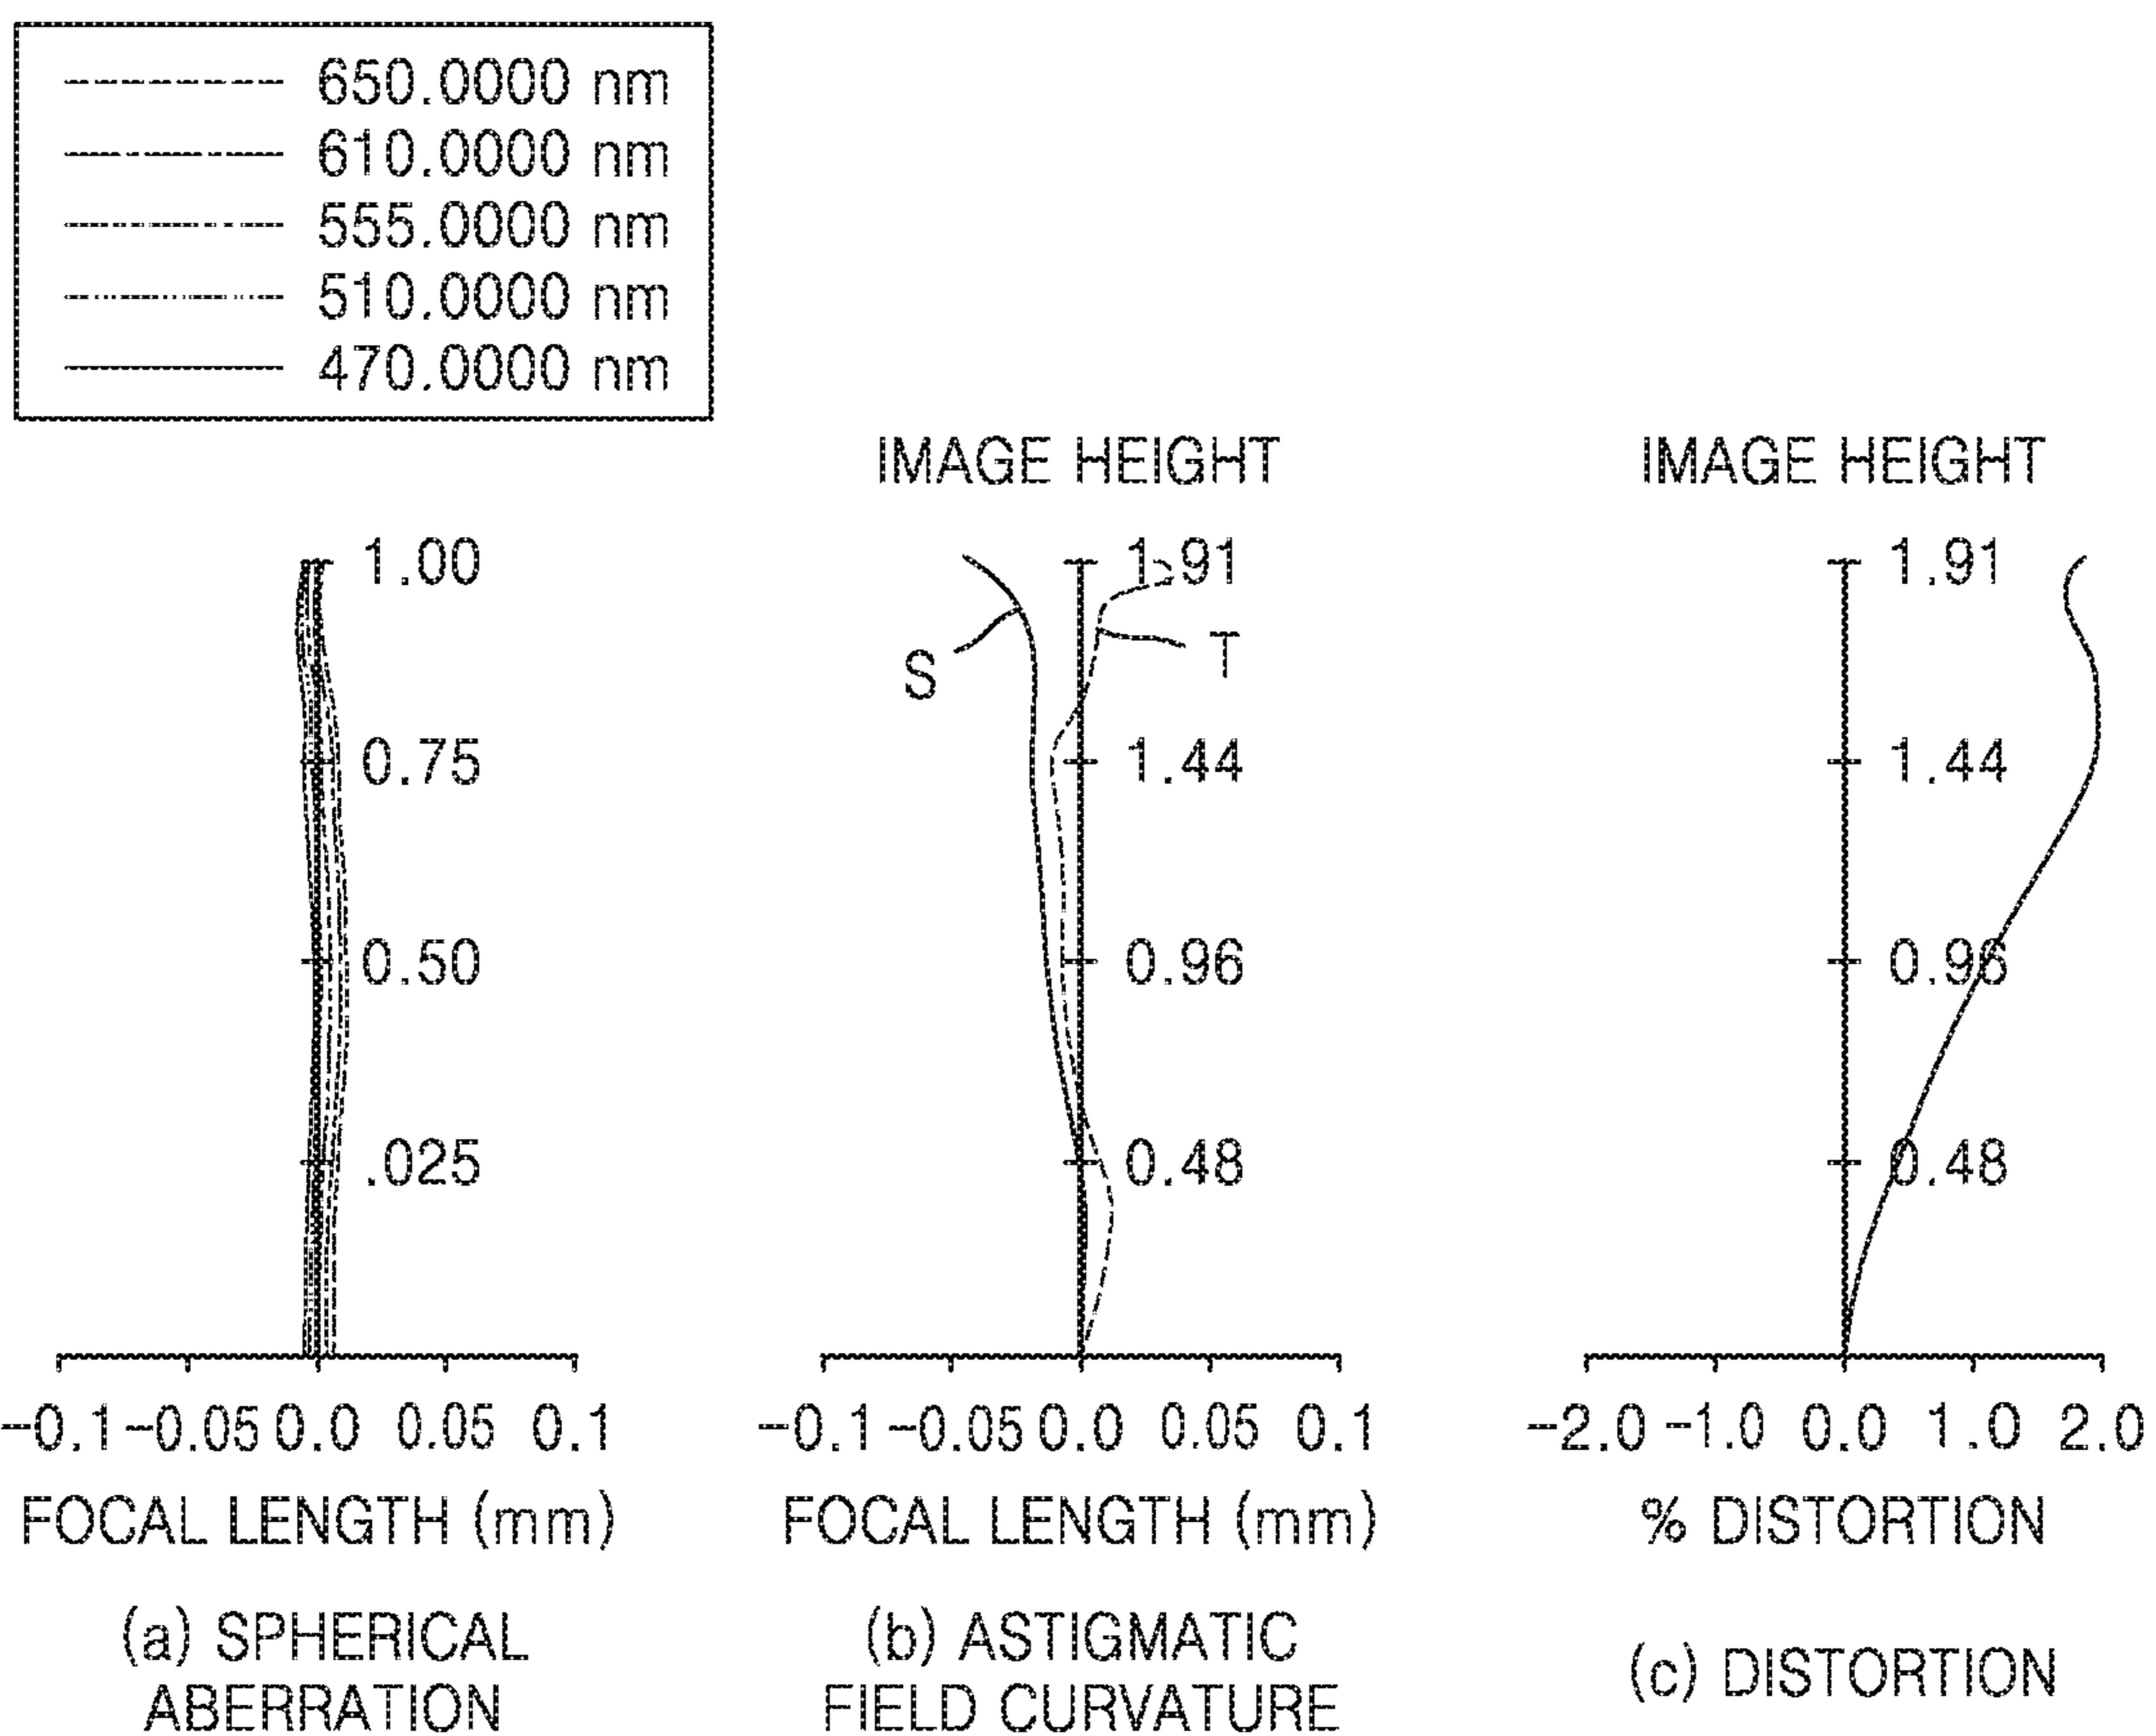 650.0000 nm
610.0000 nm
555.0000 nm
510.0000 nm
470.0000 nm
1.00
0.75
0.50
.025
-0.1 -0.05 0.0 0.05 0.1
FOCAL LENGTH (mm)
(a) SPHERICAL
ABERRATION
IMAGE HEIGHT
1.91
S
T
1.44
0.96
0.48
-0.1 -0.05 0.0 0.05 0.1
FOCAL LENGTH (mm)
(b) ASTIGMATIC
FIELD CURVATURE
IMAGE HEIGHT
1.91
1.44
0.96
0.48
-2.0 -1.0 0.0 1.0 2.0
% DISTORTION
(c) DISTORTION